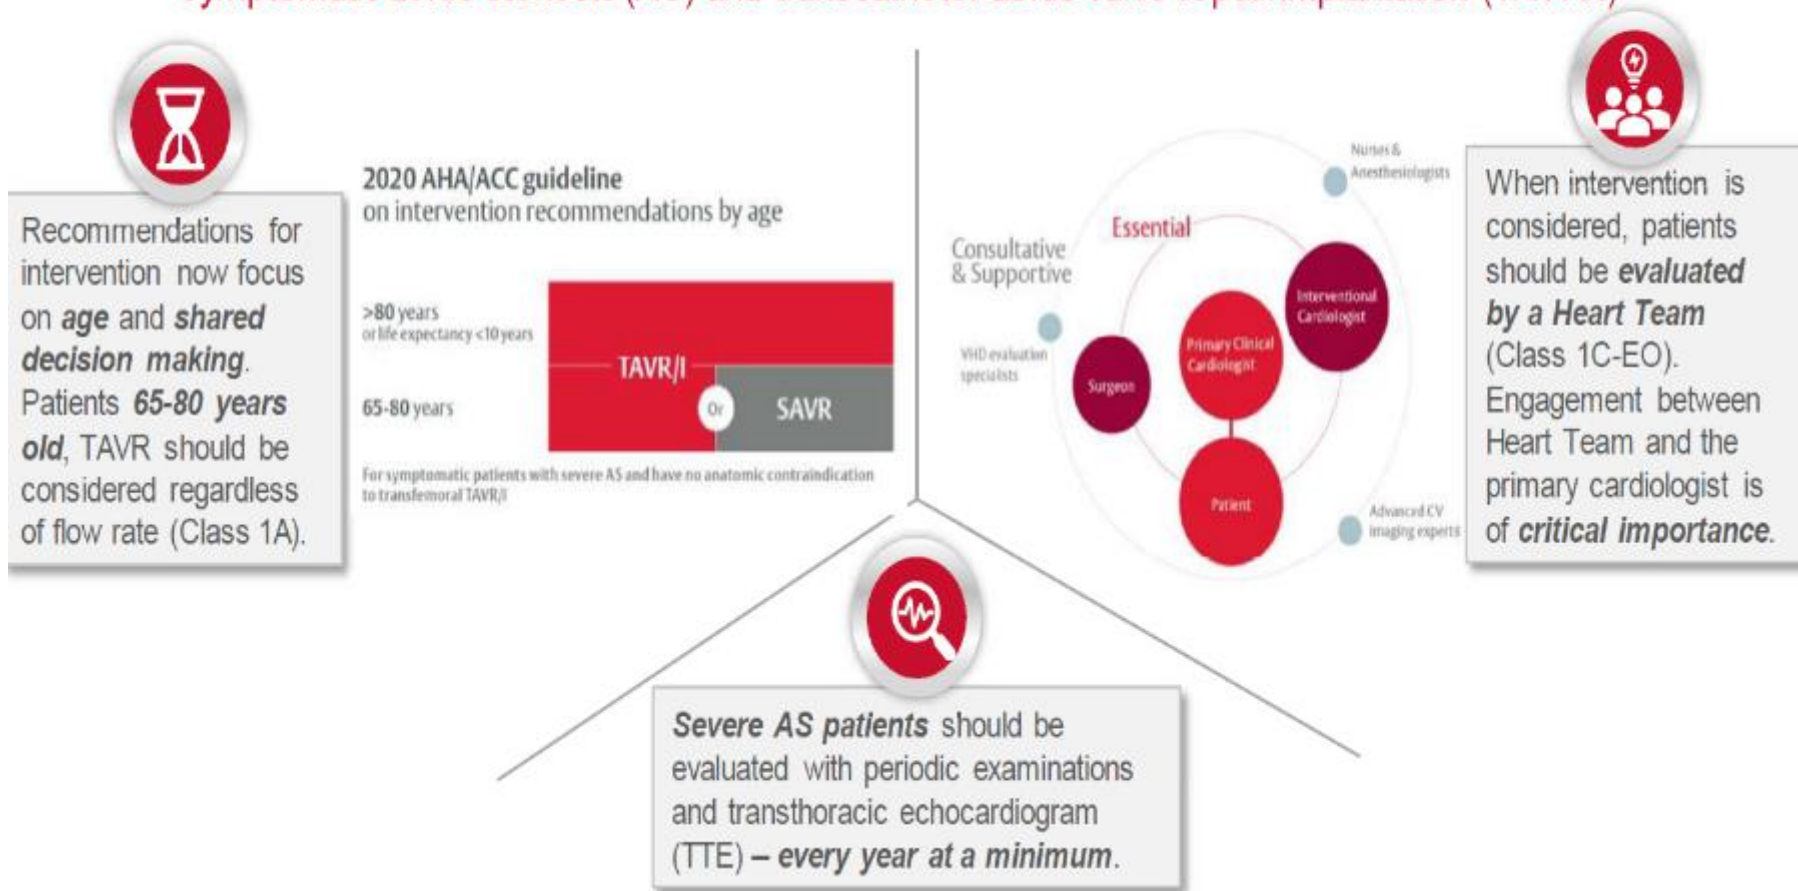 Recommendations for
intervention now focus
on age and shared
decision making.
Patients 65-80 years
old, TAVR should be
considered regardless
of flow rate (Class 1A).
2020 AHA/ACC guideline
on intervention recommendations by age
>80 years
or life expectancy <10 years
65-80 years
TAVR/I
Or
SAVR
For symptomatic patients with severe AS and have no anatomic contraindication
to transfemoral TAVR/I
Nurses &
Anesthesiologists
Essential
Consultative
& Supportive
Interventional
Cardiologist
Primary Clinical
Cardiologist
VHD evaluation
specialists
Surgeon
Patient
Advanced CV
imaging experts
When intervention is
considered, patients
should be evaluated
by a Heart Team
(Class 1C-EO).
Engagement between
Heart Team and the
primary cardiologist is
of critical importance.
Severe AS patients should be
evaluated with periodic examinations
and transthoracic echocardiogram
(TTE) – every year at a minimum.